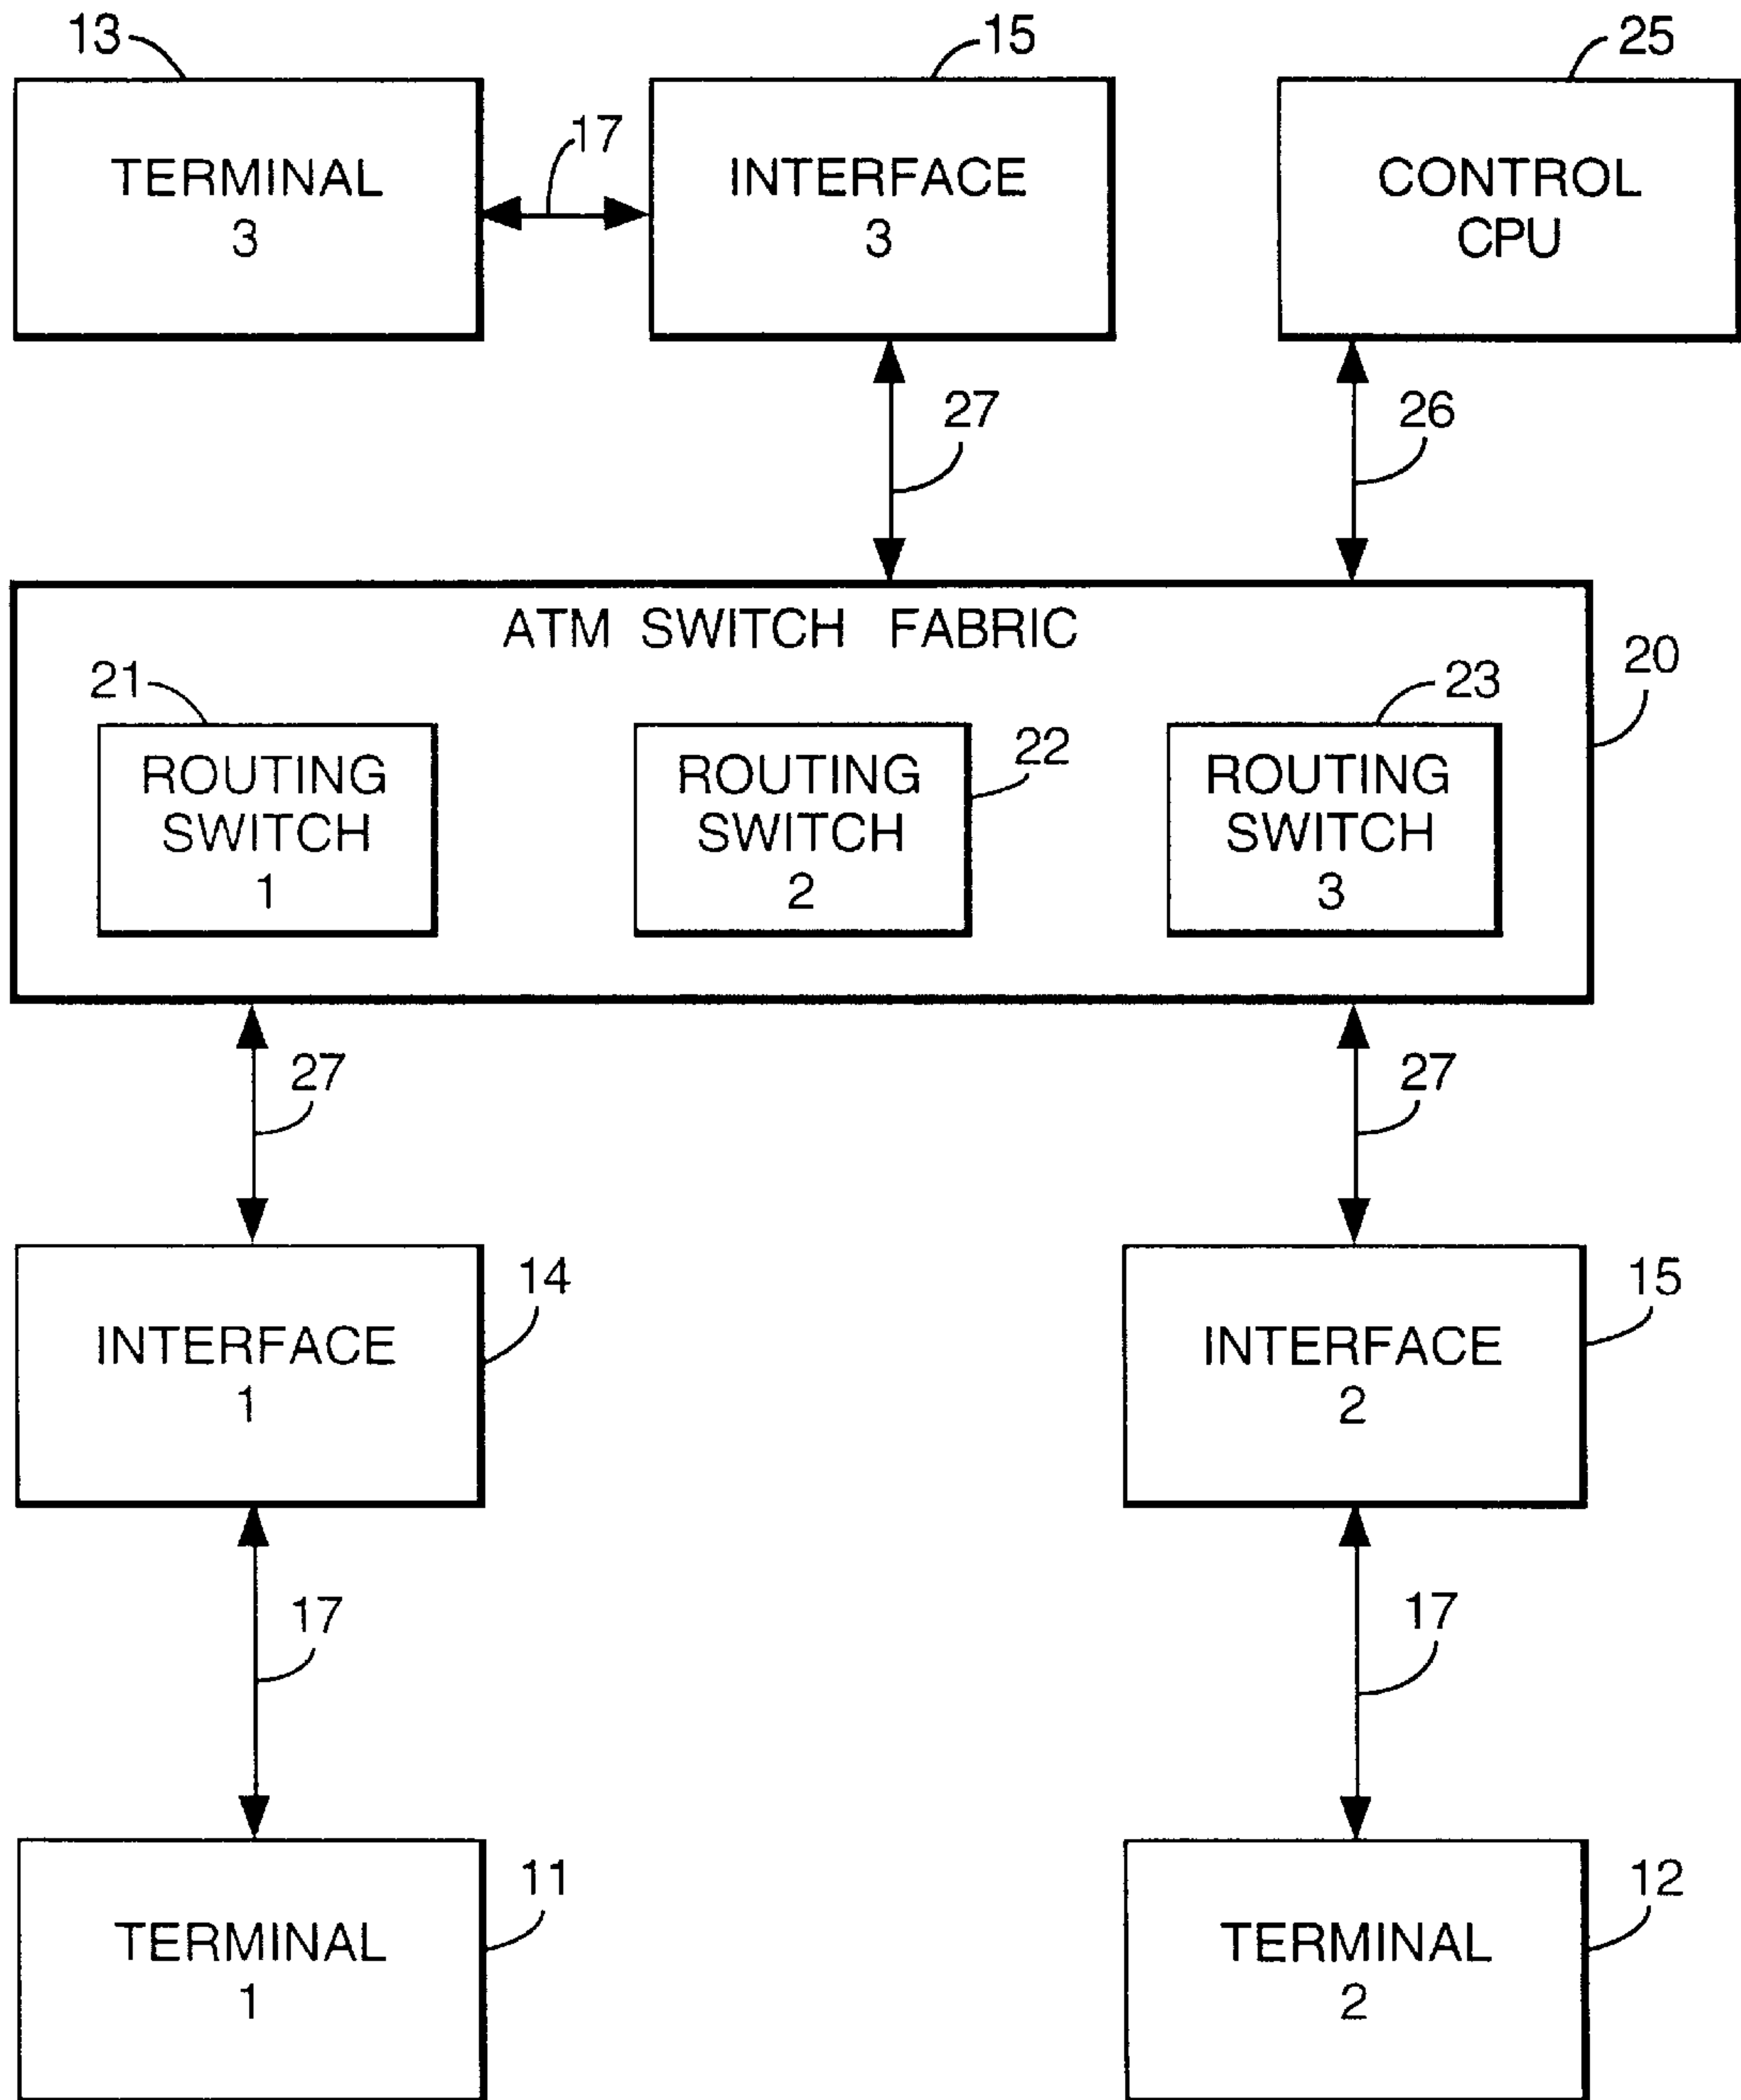 13
15
25
TERMINAL
3
17
INTERFACE
3
CONTROL
CPU
27
26
ATM SWITCH FABRIC
20
21
ROUTING
SWITCH
1
22
ROUTING
SWITCH
2
23
ROUTING
SWITCH
3
27
27
14
INTERFACE
1
15
INTERFACE
2
17
17
11
TERMINAL
1
12
TERMINAL
2